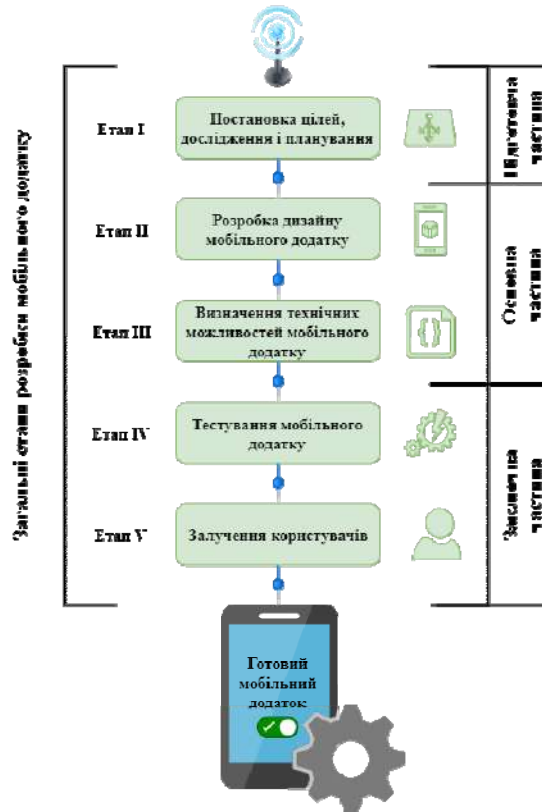 Загальні етапи розробки мобільного додатку
Етап I
Постановка цілей,
дослідження і планування
Підготовча
частина
Етап II
Розробка дизайну
мобільного додатку
Основна
частина
Етап III
Визначення технічних
можливостей мобільного
додатку
Етап IV
Тестування мобільного
додатку
Заключна
частина
Етап V
Залучення користувачів
Готовий
мобільний
додаток